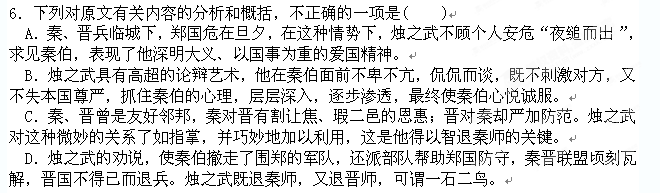 6．下列对原文有关内容的分析和概括，不正确的一项是(　　)
A．秦、晋兵临城下，郑国危在旦夕，在这种情势下，烛之武不顾个人安危“夜缒而出”，
求见秦伯，表现了他深明大义、以国事为重的爱国精神。
B．烛之武具有高超的论辩艺术，他在秦伯面前不卑不亢，侃侃而谈，既不刺激对方，又
不失本国尊严，抓住秦伯的心理，层层深入，逐步渗透，最终使秦伯心悦诚服。
C．秦、晋曾是友好邻邦，秦对晋有割让焦、瑕二邑的恩惠；晋对秦却严加防范。烛之武
对这种微妙的关系了如指掌，并巧妙地加以利用，这是他得以智退秦师的关键。
D．烛之武的劝说，使秦伯撤走了围郑的军队，还派部队帮助郑国防守，秦晋联盟顷刻瓦
解，晋国不得已而退兵。烛之武既退秦师，又退晋师，可谓一石二鸟。